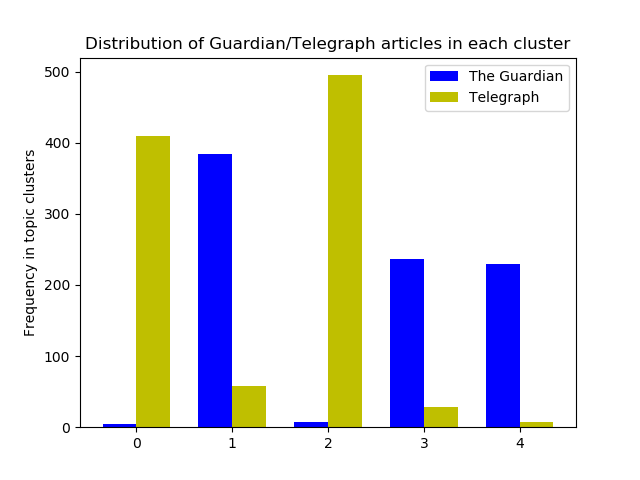 Distribution of Guardian/Telegraph articles in each cluster
The Guardian
Telegraph
Frequency in topic clusters
500
400
300
200
100
0
0 1 2 3 4